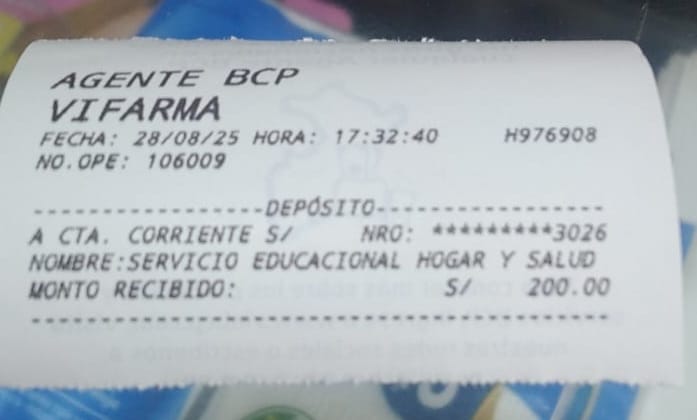 AGENTE BCP
VIFARMA
FECHA: 28/08/25 HORA: 17:32:40 H976908
NO.OPE: 106009
------------------DEPÓSITO------------------
A CTA. CORRIENTE S/ NRO: *********3026
NOMBRE:SERVICIO EDUCACIONAL HOGAR Y SALUD
MONTO RECIBIDO: S/ 200.00
--------------------------------------------